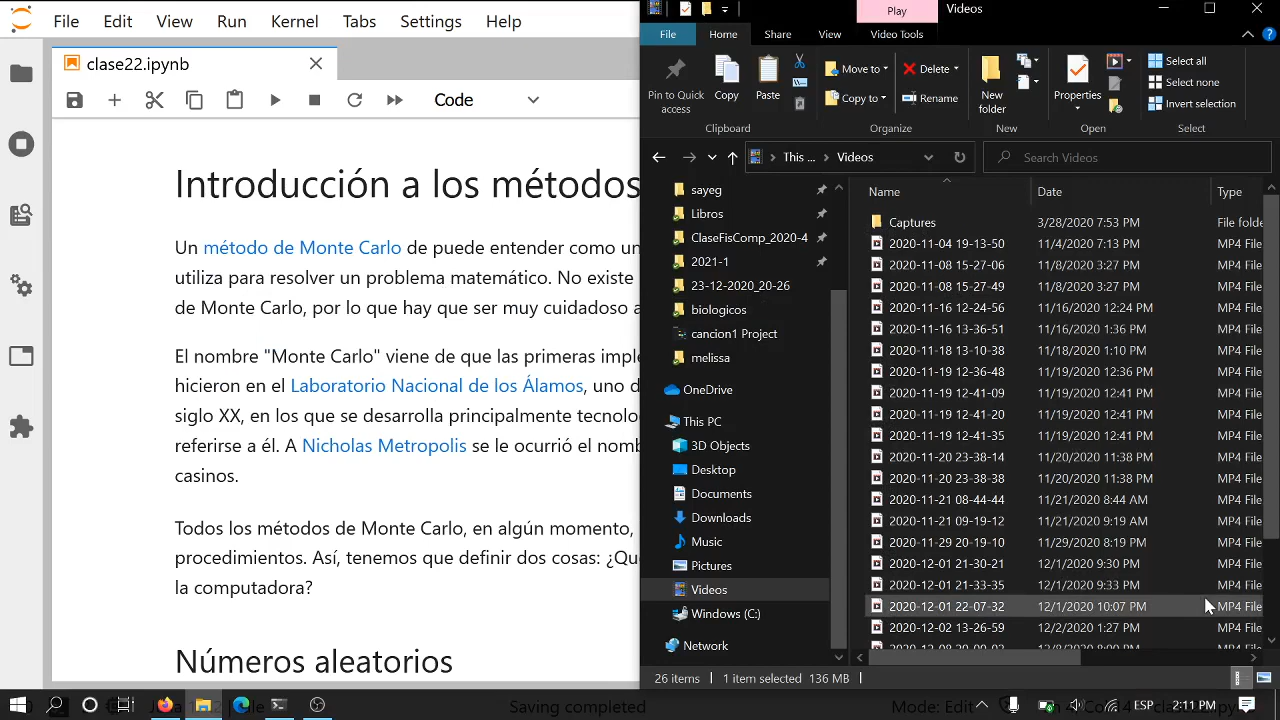 File Edit View Run Kernel Tabs Settings Help
clase22.ipynb
Code
Introducción a los métodos
Un método de Monte Carlo de puede entender como un
utiliza para resolver un problema matemático. No existe
de Monte Carlo, por lo que hay que ser muy cuidadoso a
El nombre "Monte Carlo" viene de que las primeras imple
hicieron en el Laboratorio Nacional de los Álamos, uno d
siglo XX, en los que se desarrolla principalmente tecnolo
referirse a él. A Nicholas Metropolis se le ocurrió el nomb
casinos.
Todos los métodos de Monte Carlo, en algún momento,
procedimientos. Así, tenemos que definir dos cosas: ¿Qu
la computadora?
Números aleatorios
Play Videos
File Home Share View Video Tools
Pin to Quick access
Copy
Paste
Clipboard
Move to
Copy to
Delete
Rename
Organize
New folder
New
Properties
Open
Select all
Select none
Invert selection
Select
This ... Videos
Search Videos
sayeg
Libros
ClaseFisComp_2020-4
2021-1
23-12-2020_20-26
biologicos
cancion1 Project
melissa
OneDrive
This PC
3D Objects
Desktop
Documents
Downloads
Music
Pictures
Videos
Windows (C:)
Network
Name Date Type
Captures 3/28/2020 7:53 PM File folde
2020-11-04 19-13-50 11/4/2020 7:13 PM MP4 File
2020-11-08 15-27-06 11/8/2020 3:27 PM MP4 File
2020-11-08 15-27-49 11/8/2020 3:27 PM MP4 File
2020-11-16 12-24-56 11/16/2020 12:24 PM MP4 File
2020-11-16 13-36-51 11/16/2020 1:36 PM MP4 File
2020-11-18 13-10-38 11/18/2020 1:10 PM MP4 File
2020-11-19 12-36-48 11/19/2020 12:36 PM MP4 File
2020-11-19 12-41-09 11/19/2020 12:41 PM MP4 File
2020-11-19 12-41-20 11/19/2020 12:41 PM MP4 File
2020-11-19 12-41-35 11/19/2020 12:41 PM MP4 File
2020-11-20 23-38-14 11/20/2020 11:38 PM MP4 File
2020-11-20 23-38-38 11/20/2020 11:38 PM MP4 File
2020-11-21 08-44-44 11/21/2020 8:44 AM MP4 File
2020-11-21 09-19-12 11/21/2020 9:19 AM MP4 File
2020-11-29 20-19-10 11/29/2020 8:19 PM MP4 File
2020-12-01 21-30-21 12/1/2020 9:30 PM MP4 File
2020-12-01 21-33-35 12/1/2020 9:33 PM MP4 File
2020-12-01 22-07-32 12/1/2020 10:07 PM MP4 File
2020-12-02 13-26-59 12/2/2020 1:27 PM MP4 File
26 items 1 item selected 136 MB
Saving completed Mode: Edit
ESP 2:11 PM